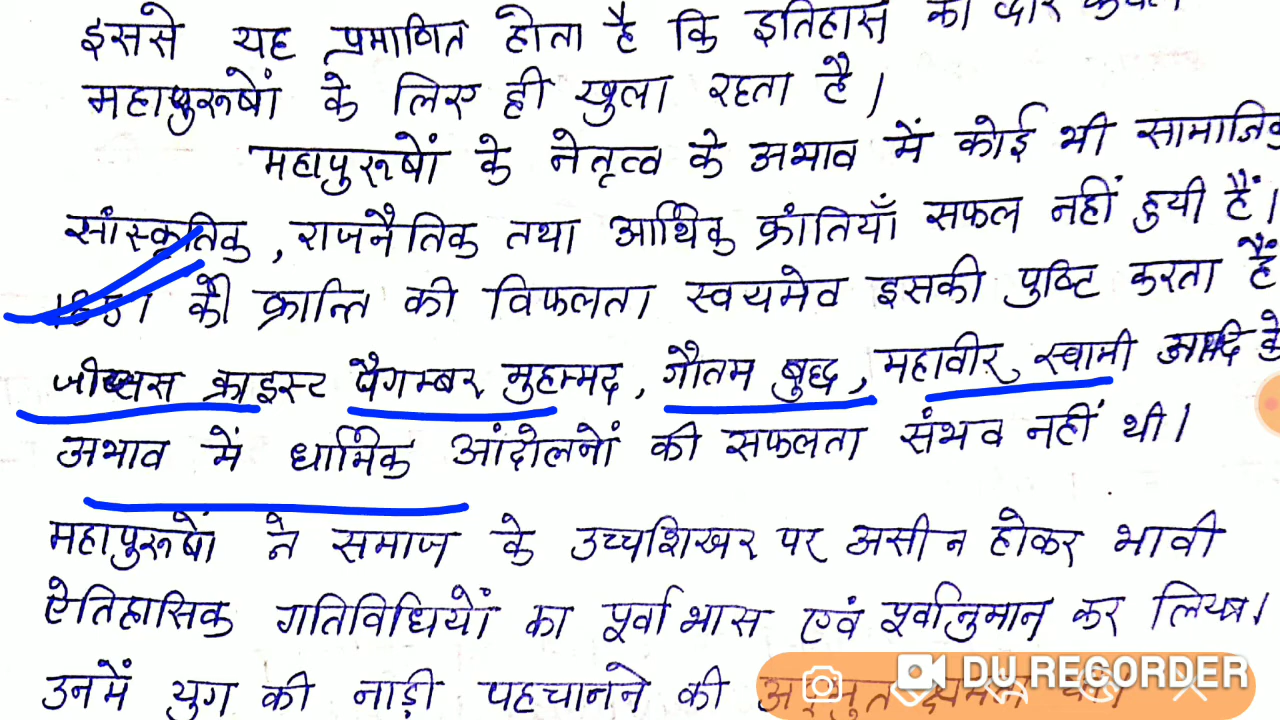 इससे यह प्रमाणित होता है कि इतिहास का द्वार केवल
महापुरूषों के लिए ही खुला रहता है।
महापुरूषों के नेतृत्व के अभाव में कोई भी सामाजिक
सांस्कृतिक, राजनैतिक तथा आर्थिक क्रांतियाँ सफल नहीं हुयी हैं।
की क्रान्ति की विफलता स्वयमेव इसकी पुष्टि करता हैं
क्राइस्ट पैगम्बर मुहम्मद, गौतम बुद्ध, महावीर स्वामी आदि के
अभाव में धार्मिक आंदोलनों की सफलता संभव नहीं थी।
महापुरूषों ने समाज के उच्चशिखर पर असीन होकर भावी
ऐतिहासिक गतिविधियों का पूर्वाभास एवं पूर्वानुमान कर लिया।
उनमें युग की नाड़ी पहचानने की अद्भुत क्षमता थी।
DU RECORDER